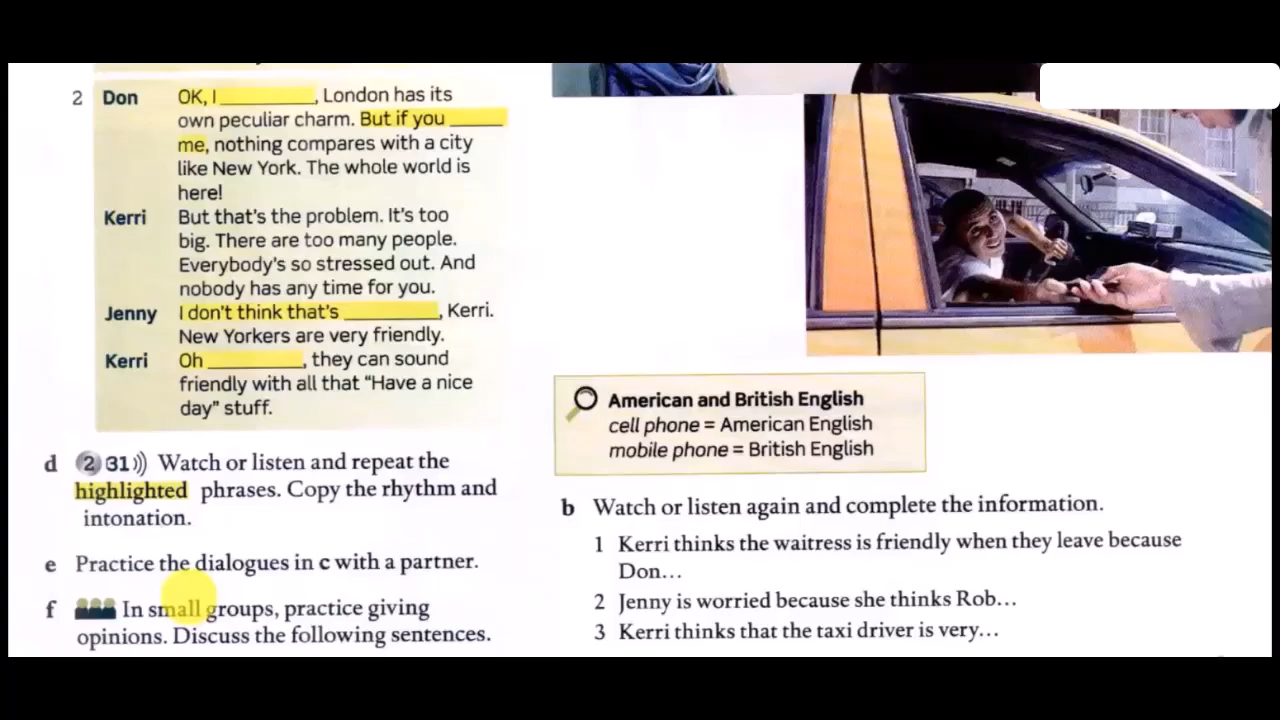 2 Don OK, I __________, London has its
own peculiar charm. But if you _____
me, nothing compares with a city
like New York. The whole world is
here!
Kerri But that's the problem. It's too
big. There are too many people.
Everybody's so stressed out. And
nobody has any time for you.
Jenny I don't think that's __________, Kerri.
New Yorkers are very friendly.
Kerri Oh __________, they can sound
friendly with all that "Have a nice
day" stuff.
d 2 31 Watch or listen and repeat the
highlighted phrases. Copy the rhythm and
intonation.
e Practice the dialogues in c with a partner.
f In small groups, practice giving
opinions. Discuss the following sentences.
American and British English
cell phone = American English
mobile phone = British English
b Watch or listen again and complete the information.
1 Kerri thinks the waitress is friendly when they leave because
Don...
2 Jenny is worried because she thinks Rob...
3 Kerri thinks that the taxi driver is very...